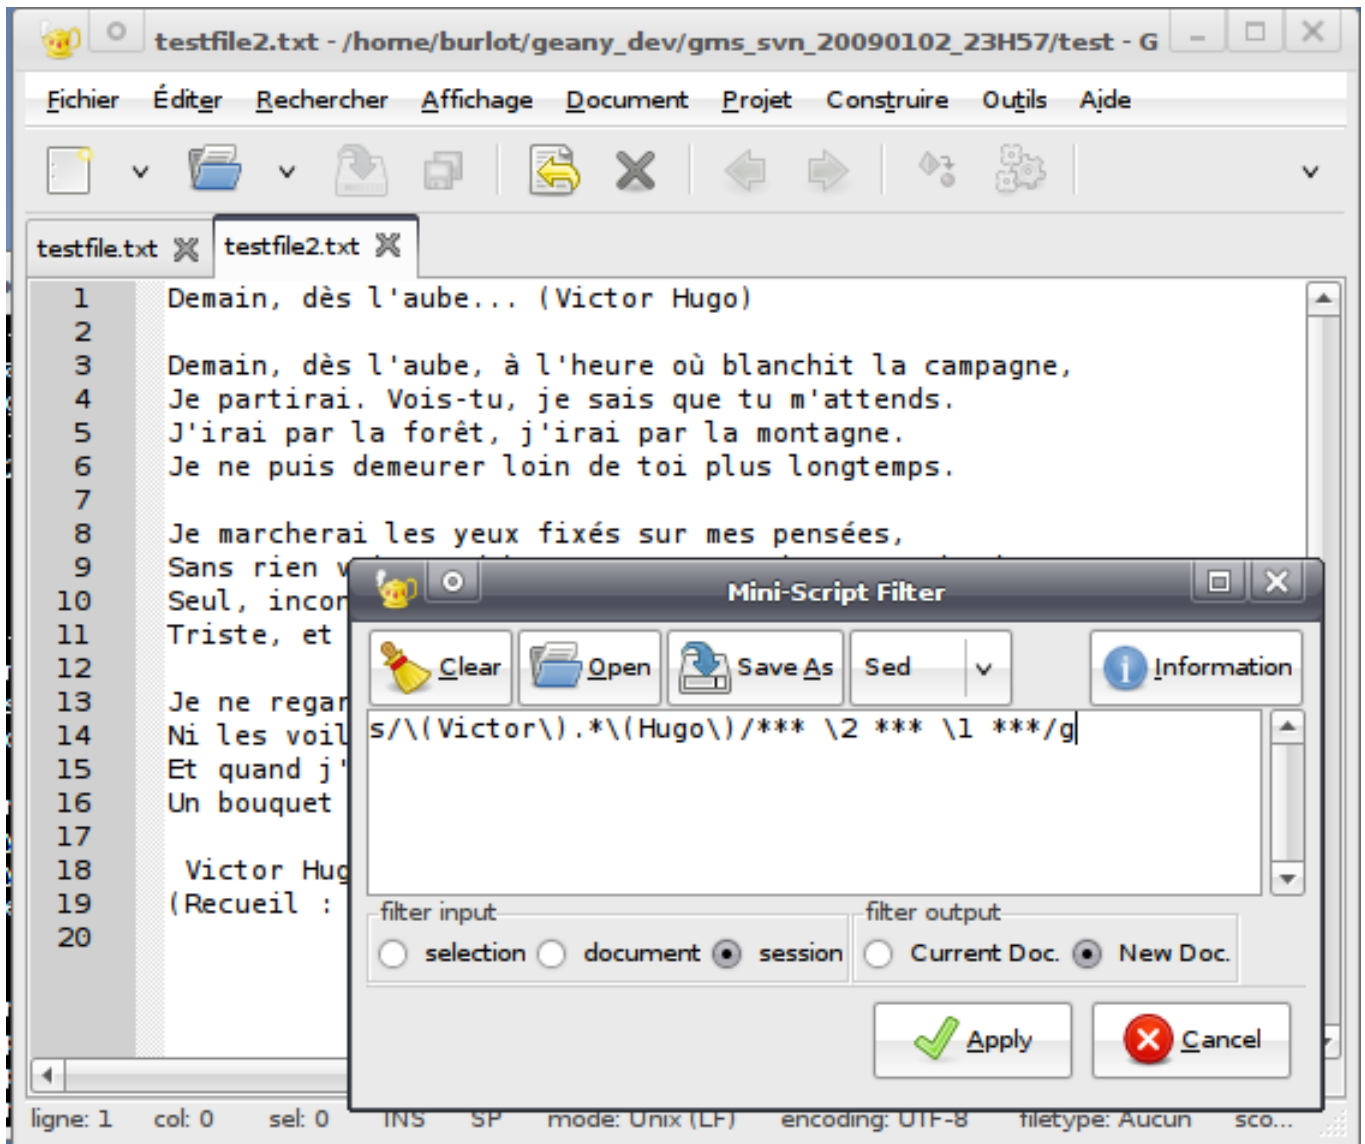 testfile2.txt - /home/burlot/geany_dev/gms_svn_20090102_23H57/test - G
Fichier Éditer Rechercher Affichage Document Projet Construire Outils Aide
testfile.txt testfile2.txt
1 Demain, dès l'aube... (Victor Hugo)
2
3 Demain, dès l'aube, à l'heure où blanchit la campagne,
4 Je partirai. Vois-tu, je sais que tu m'attends.
5 J'irai par la forêt, j'irai par la montagne.
6 Je ne puis demeurer loin de toi plus longtemps.
7
8 Je marcherai les yeux fixés sur mes pensées,
9 Sans rien
10 Seul,
11 Triste, et
12
13 Je ne
14 Ni les
15 Et quand
16 Un bouquet
17
18 Victor
19 (Recueil :
20
Mini-Script Filter
Clear Open Save As Sed Information
s/\(Victor\).*\(Hugo\)/*** \2 *** \1 ***/g
filter input filter output
selection document session Current Doc. New Doc.
Apply Cancel
ligne: 1 col: 0 sel: 0 INS SP mode: Unix (LF) encoding: UTF-8 filetype: Aucun sco...